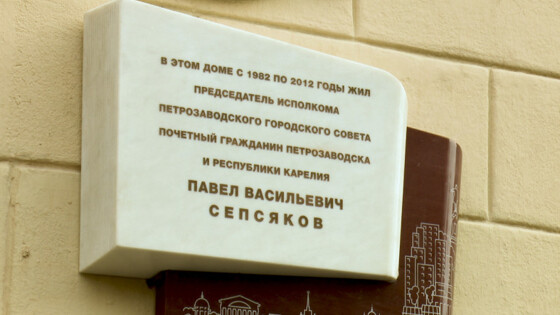 В ЭТОМ ДОМЕ С 1982 ПО 2012 ГОДЫ ЖИЛ
ПРЕДСЕДАТЕЛЬ ИСПОЛКОМА
ПЕТРОЗАВОДСКОГО ГОРОДСКОГО СОВЕТА
ПОЧЕТНЫЙ ГРАЖДАНИН ПЕТРОЗАВОДСКА
И РЕСПУБЛИКИ КАРЕЛИЯ
ПАВЕЛ ВАСИЛЬЕВИЧ
СЕПСЯКОВ